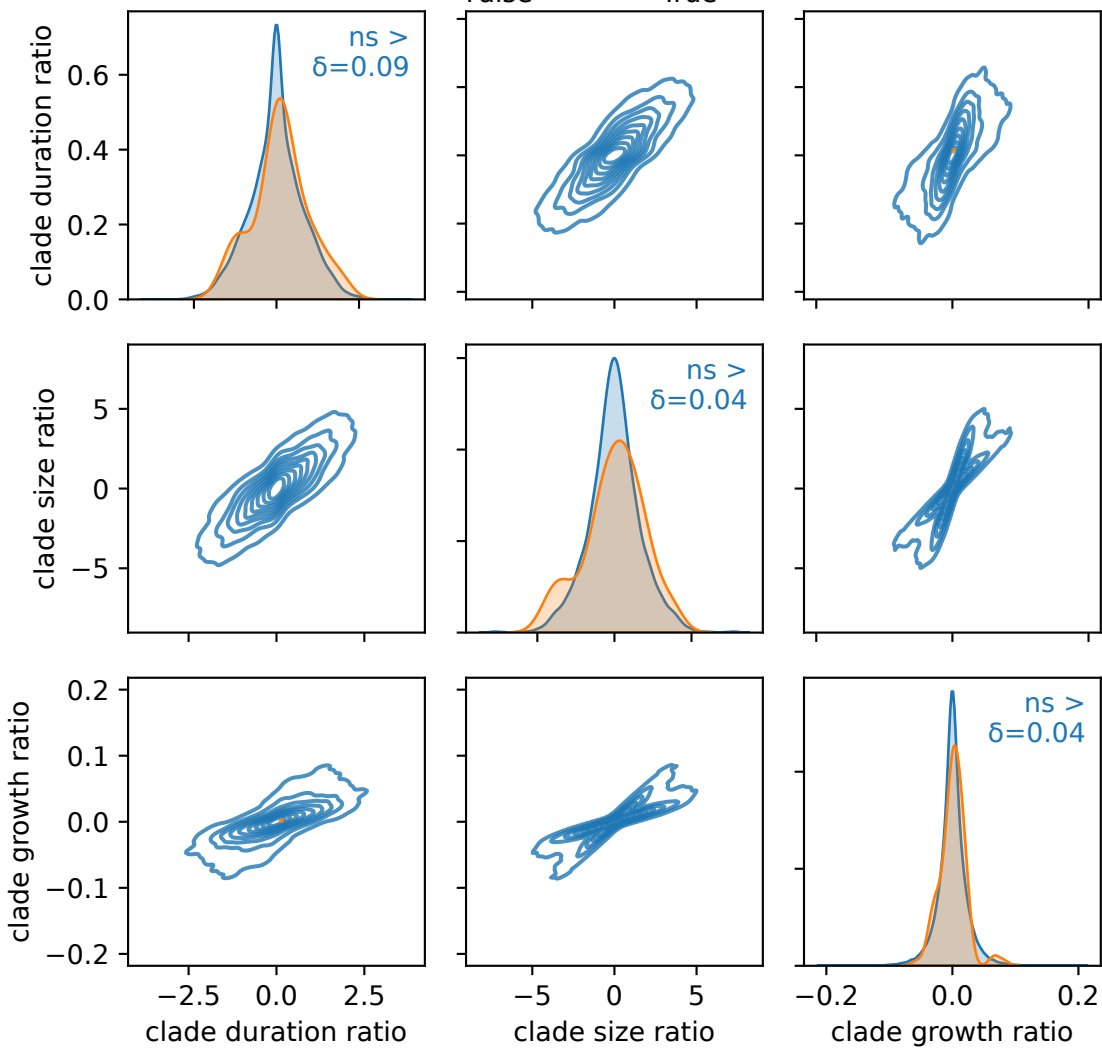 clade duration ratio
0.6
0.4
0.2
0.0
ns >
δ=0.09
clade size ratio
5
0
−5
ns >
δ=0.04
clade growth ratio
0.2
0.1
0.0
−0.1
−0.2
ns >
δ=0.04
−2.5 0.0 2.5
−5 0 5
−0.2 0.0 0.2
clade duration ratio
clade size ratio
clade growth ratio